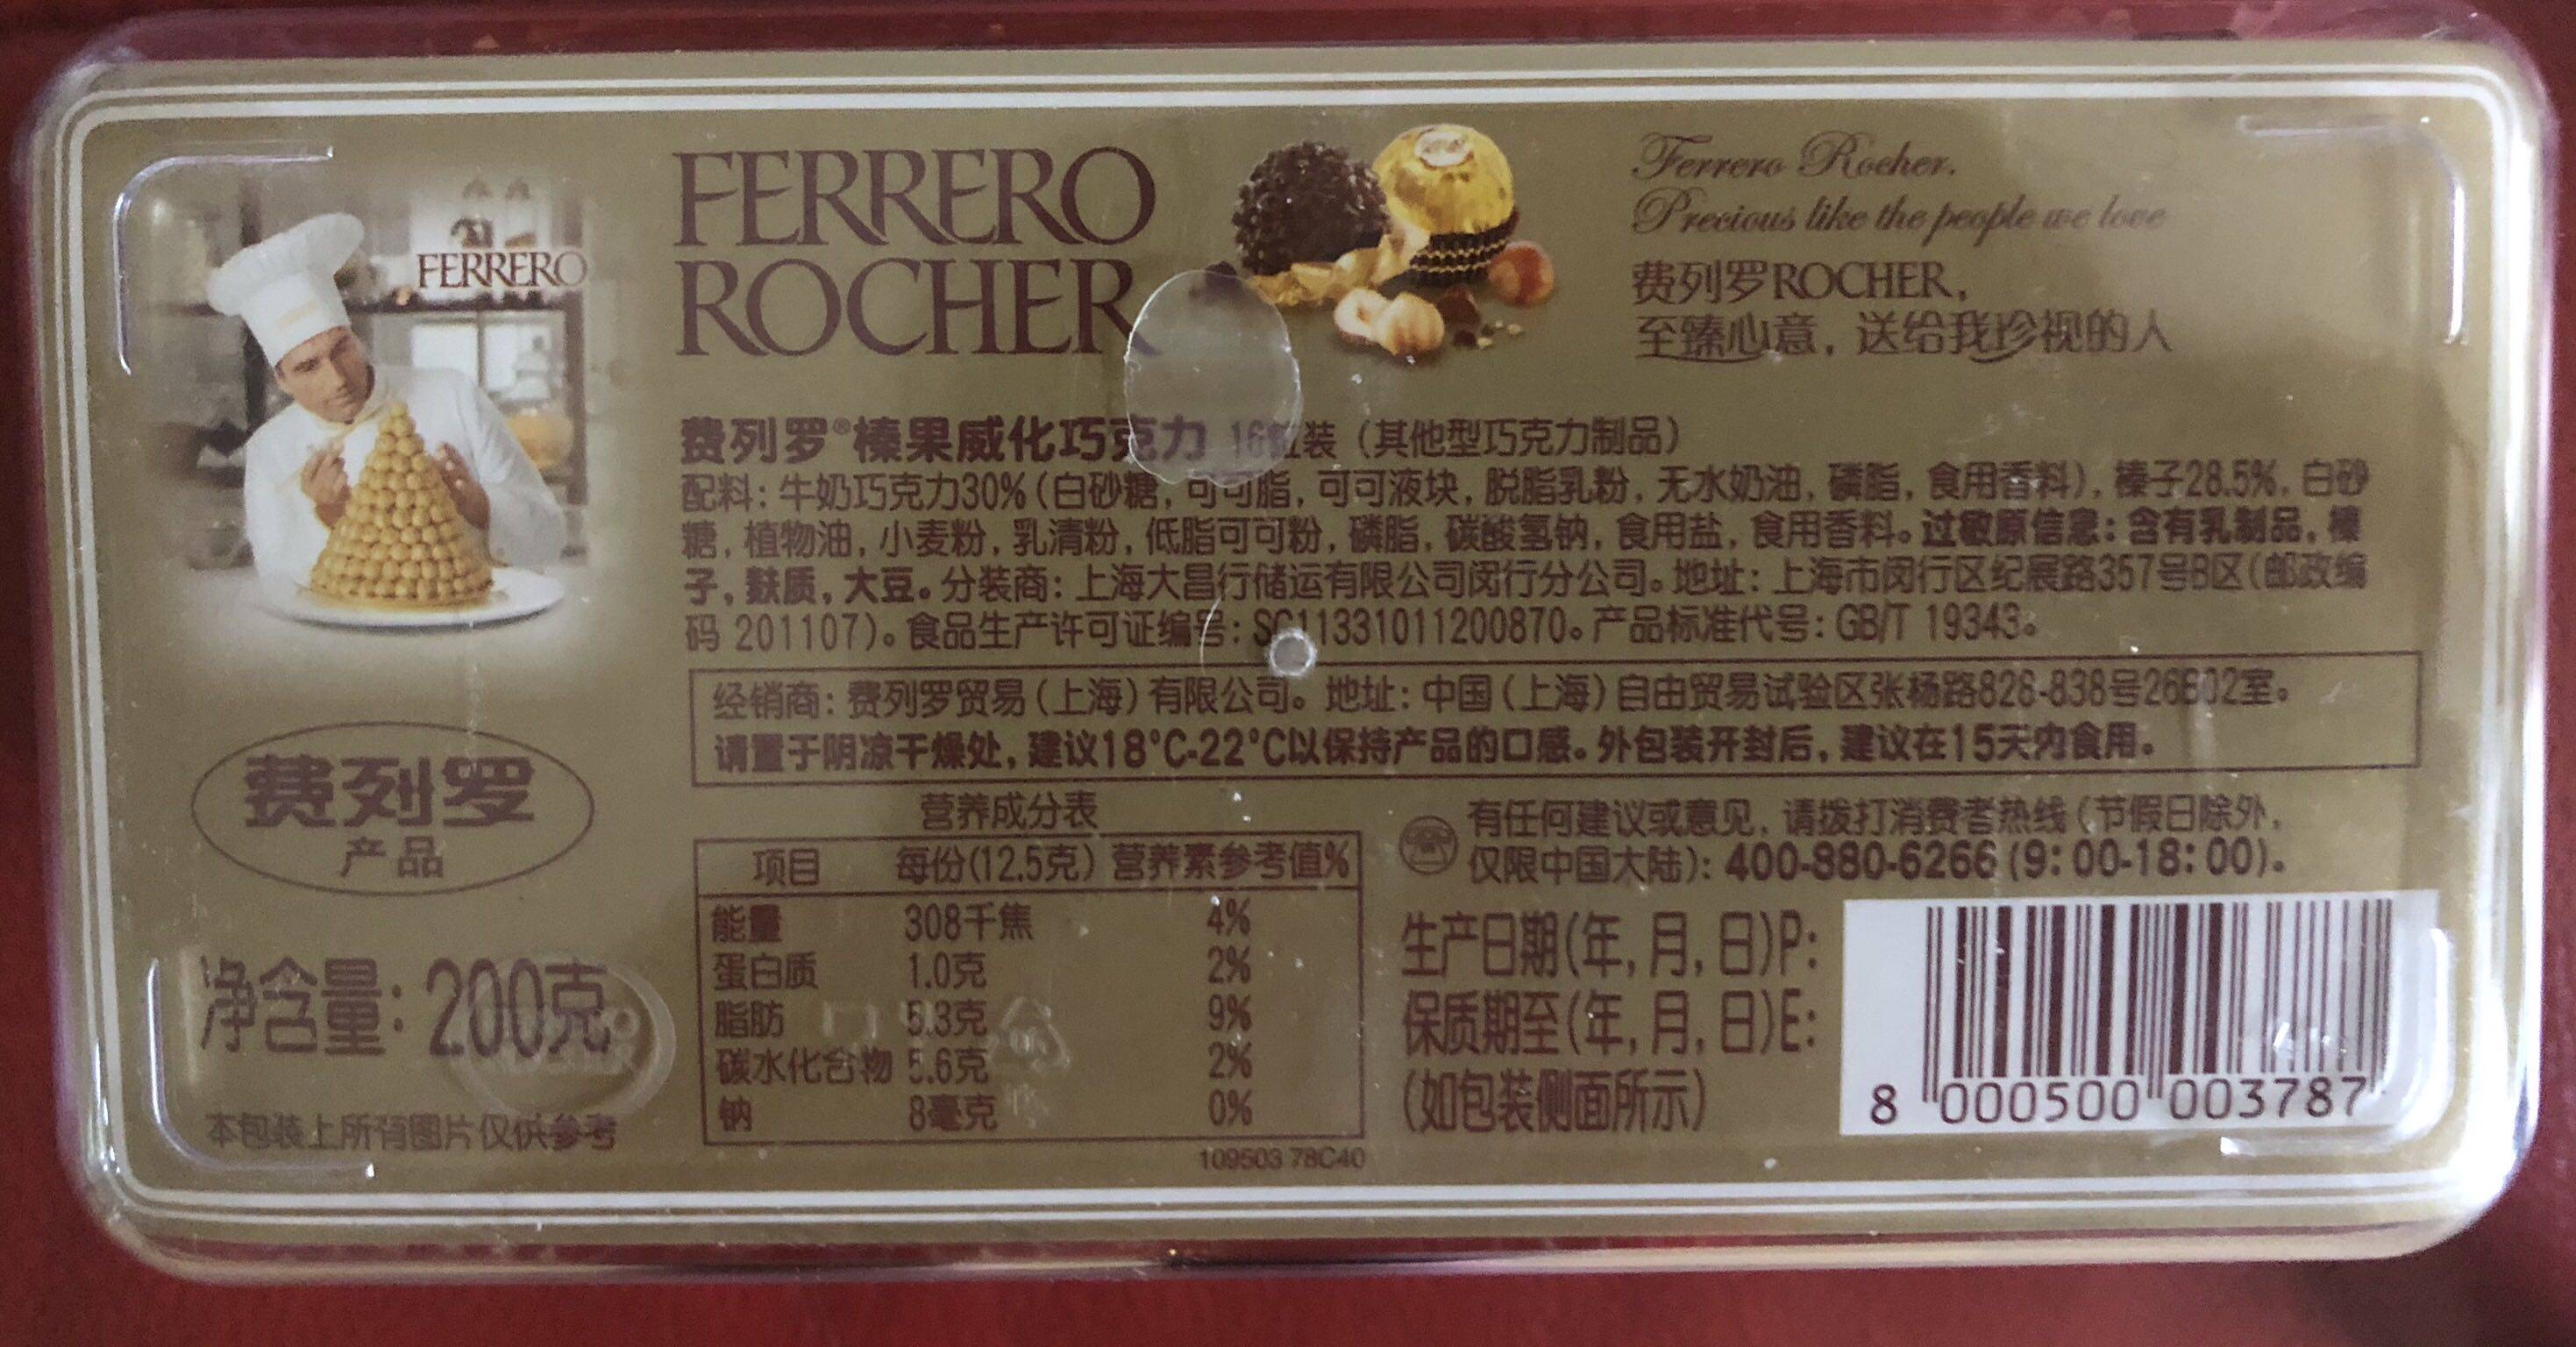 FERRERO
FERRERO
ROCHER
Ferrero Rocher.
Precious like the people we love
费列罗ROCHER,
至臻心意，送给我珍视的人
费列罗®榛果威化巧克力 16粒装（其他型巧克力制品）
配料：牛奶巧克力30%（白砂糖，可可脂，可可液块，脱脂乳粉，无水奶油，磷脂，食用香料），榛子28.5%，白砂
糖，植物油，小麦粉，乳清粉，低脂可可粉，磷脂，碳酸氢钠，食用盐，食用香料。过敏原信息：含有乳制品，榛
子，麸质，大豆。分装商：上海大昌行储运有限公司闵行分公司。地址：上海市闵行区纪展路357号B区（邮政编
码 201107）。食品生产许可证编号：SC11331011200870。产品标准代号：GB/T 19343。
经销商：费列罗贸易（上海）有限公司。地址：中国（上海）自由贸易试验区张杨路828-838号26B02室。
请置于阴凉干燥处，建议18°C-22°C以保持产品的口感。外包装开封后，建议在15天内食用。
费列罗
产品
净含量：200克
本包装上所有图片仅供参考
营养成分表
项目 每份(12.5克) 营养素参考值%
能量 308千焦 4%
蛋白质 1.0克 2%
脂肪 5.3克 9%
碳水化合物 5.6克 2%
钠 8毫克 0%
109503 78C40
有任何建议或意见，请拨打消费者热线（节假日除外，
仅限中国大陆）：400-880-6266 (9：00-18：00)。
生产日期(年，月，日)P：
保质期至(年，月，日)E：
(如包装侧面所示)
8 000500 003787